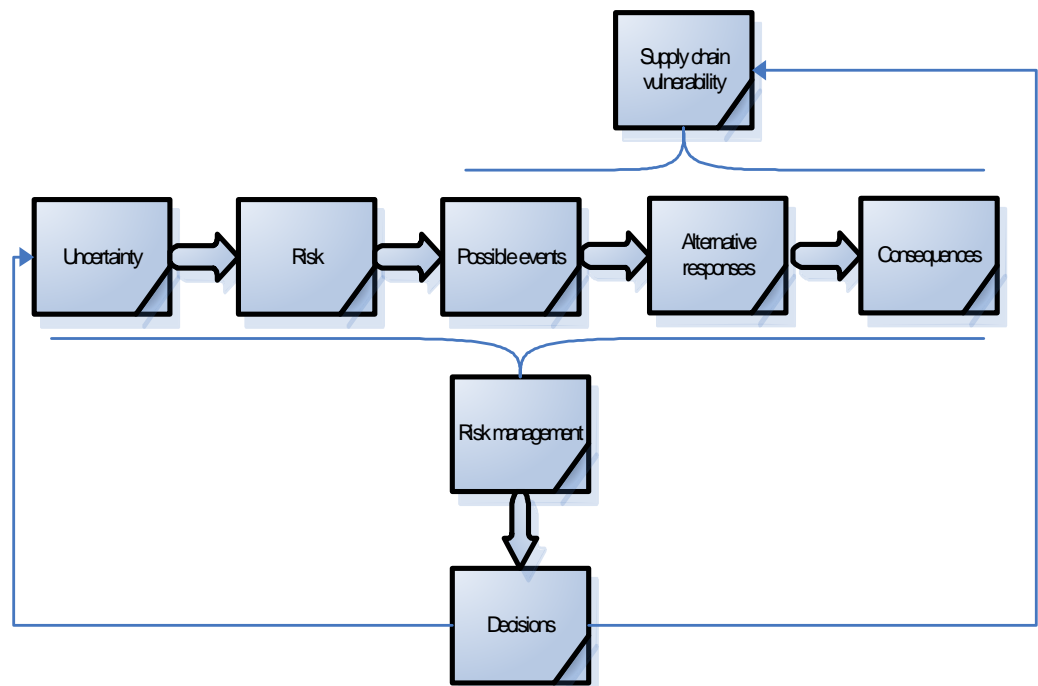 Supply chain
vulnerability
Uncertainty
Risk
Possible events
Alternative
responses
Consequences
Risk management
Decisions